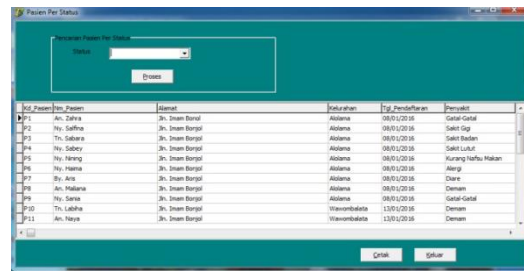 Pasien Per Status
Pencarian Pasien Per Status
Status
Proses
Kd_Pasien Nm_Pasien Alamat Kelurahan Tgl_Pendaftaran Penyakit
P1 An. Zahra Jln. Imam Bonol Alolama 08/01/2016 Gatal-Gatal
P2 Ny. Salfina Jln. Imam Bonjol Alolama 08/01/2016 Sakit Gigi
P3 Tn. Sabara Jln. Imam Bonjol Alolama 08/01/2016 Sakit Badan
P4 Ny. Sabey Jln. Imam Bonjol Alolama 08/01/2016 Sakit Lutut
P5 Ny. Nining Jln. Imam Bonjol Alolama 08/01/2016 Kurang Nafsu Makan
P6 Ny. Haima Jln. Imam Bonjol Alolama 08/01/2016 Alergi
P7 By. Aris Jln. Imam Bonjol Alolama 08/01/2016 Diare
P8 An. Maliana Jln. Imam Bonjol Alolama 08/01/2016 Demam
P9 Ny. Sania Jln. Imam Bonjol Alolama 08/01/2016 Gatal-Gatal
P10 Tn. Labiha Jln. Imam Bonjol Wawombalata 13/01/2016 Demam
P11 An. Naya Jln. Imam Bonjol Wawombalata 13/01/2016 Demam
Cetak Keluar